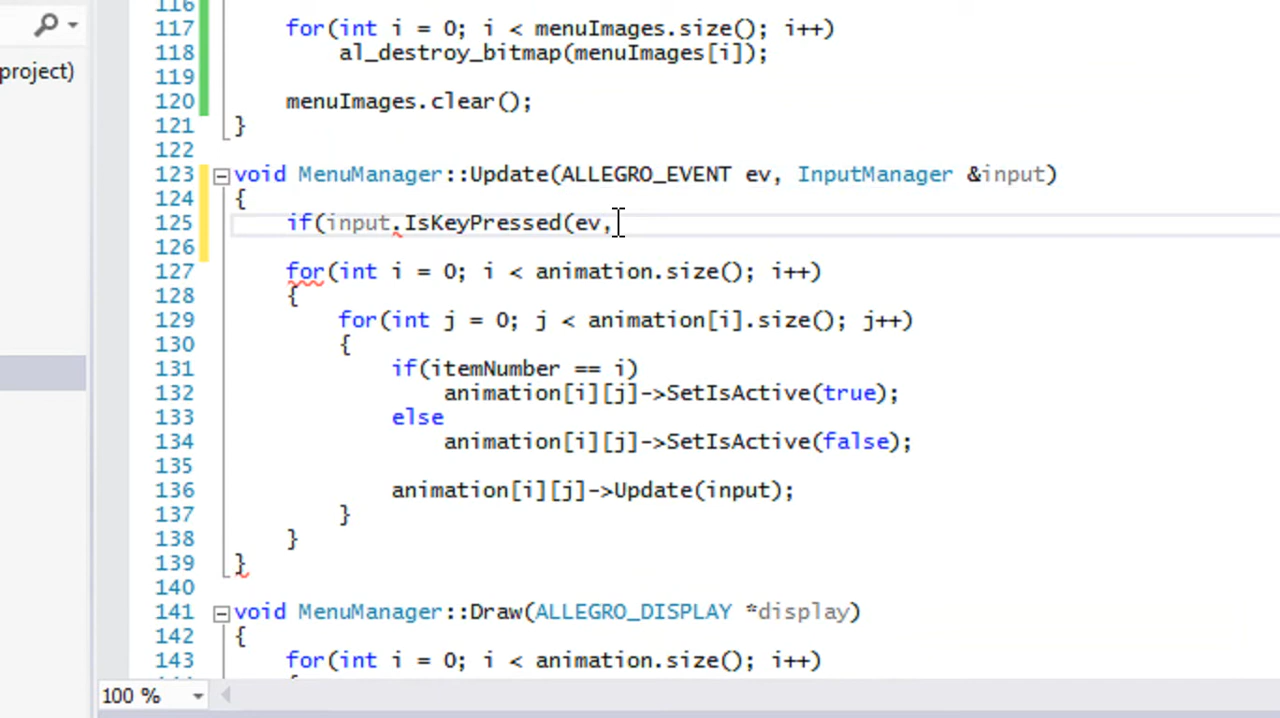 116
117 for(int i = 0; i < menuImages.size(); i++)
project) 118 al_destroy_bitmap(menuImages[i]);
119
120 menuImages.clear();
121 }
122
123 void MenuManager::Update(ALLEGRO_EVENT ev, InputManager &input)
124 {
125 if(input.IsKeyPressed(ev,
126
127 for(int i = 0; i < animation.size(); i++)
128 {
129 for(int j = 0; j < animation[i].size(); j++)
130 {
131 if(itemNumber == i)
132 animation[i][j]->SetIsActive(true);
133 else
134 animation[i][j]->SetIsActive(false);
135
136 animation[i][j]->Update(input);
137 }
138 }
139 }
140
141 void MenuManager::Draw(ALLEGRO_DISPLAY *display)
142 {
143 for(int i = 0; i < animation.size(); i++)
100 %